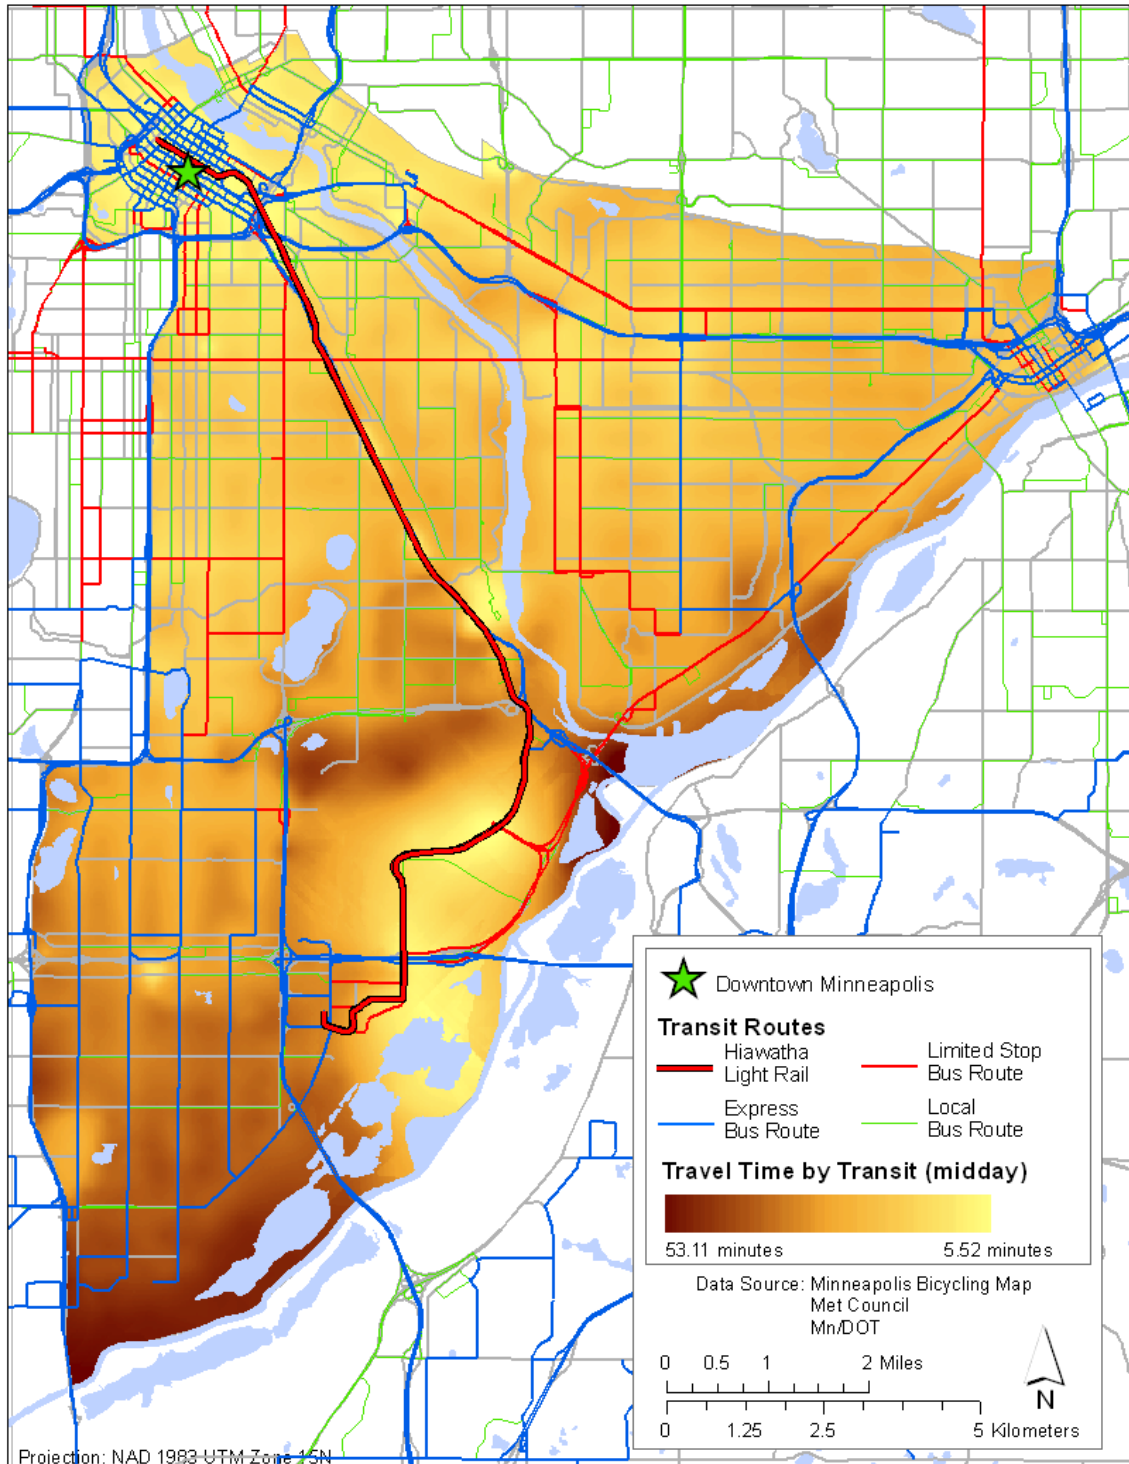 Downtown Minneapolis
Transit Routes
Hiawatha
Light Rail
Limited Stop
Bus Route
Express
Bus Route
Local
Bus Route
Travel Time by Transit (midday)
53.11 minutes
5.52 minutes
Data Source: Minneapolis Bicycling Map
Met Council
Mn/DOT
0 0.5 1 2 Miles
0 1.25 2.5 5 Kilometers
N
Projection: NAD 1983 UTM Zone 15N